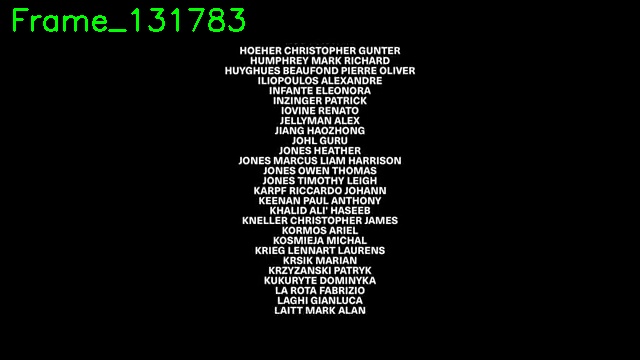 Frame_131783
HOEHER CHRISTOPHER GUNTER
HUMPHREY MARK RICHARD
HUYGHUES BEAUFOND PIERRE OLIVER
ILIOPOULOS ALEXANDRE
INFANTE ELEONORA
INZINGER PATRICK
IOVINE RENATO
JELLYMAN ALEX
JIANG HAOZHONG
JOHL GURU
JONES HEATHER
JONES MARCUS LIAM HARRISON
JONES OWEN THOMAS
JONES TIMOTHY LEIGH
KARPF RICCARDO JOHANN
KEENAN PAUL ANTHONY
KHALID ALI' HASEEB
KNELLER CHRISTOPHER JAMES
KORMOS ARIEL
KOSMIEJA MICHAL
KRIEG LENNART LAURENS
KRSIK MARIAN
KRZYZANSKI PATRYK
KUKURYTE DOMINYKA
LA ROTA FABRIZIO
LAGHI GIANLUCA
LAITT MARK ALAN